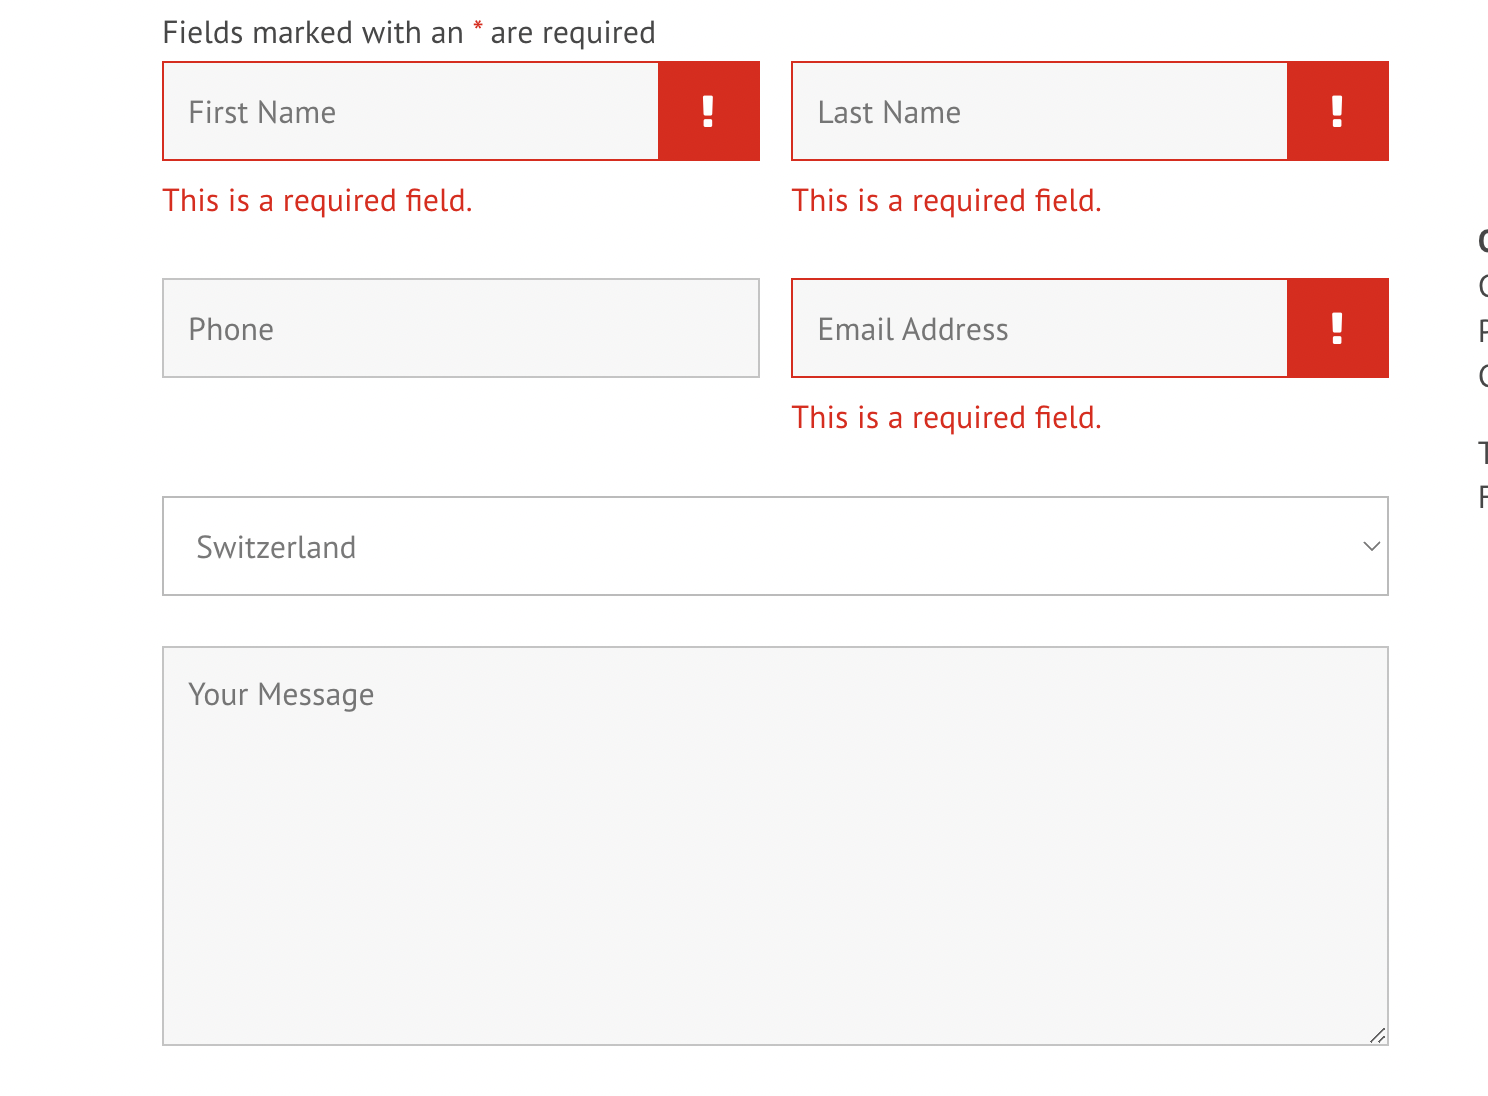 Fields marked with an * are required
First Name
Last Name
This is a required field.
This is a required field.
Phone
Email Address
This is a required field.
Switzerland
Your Message